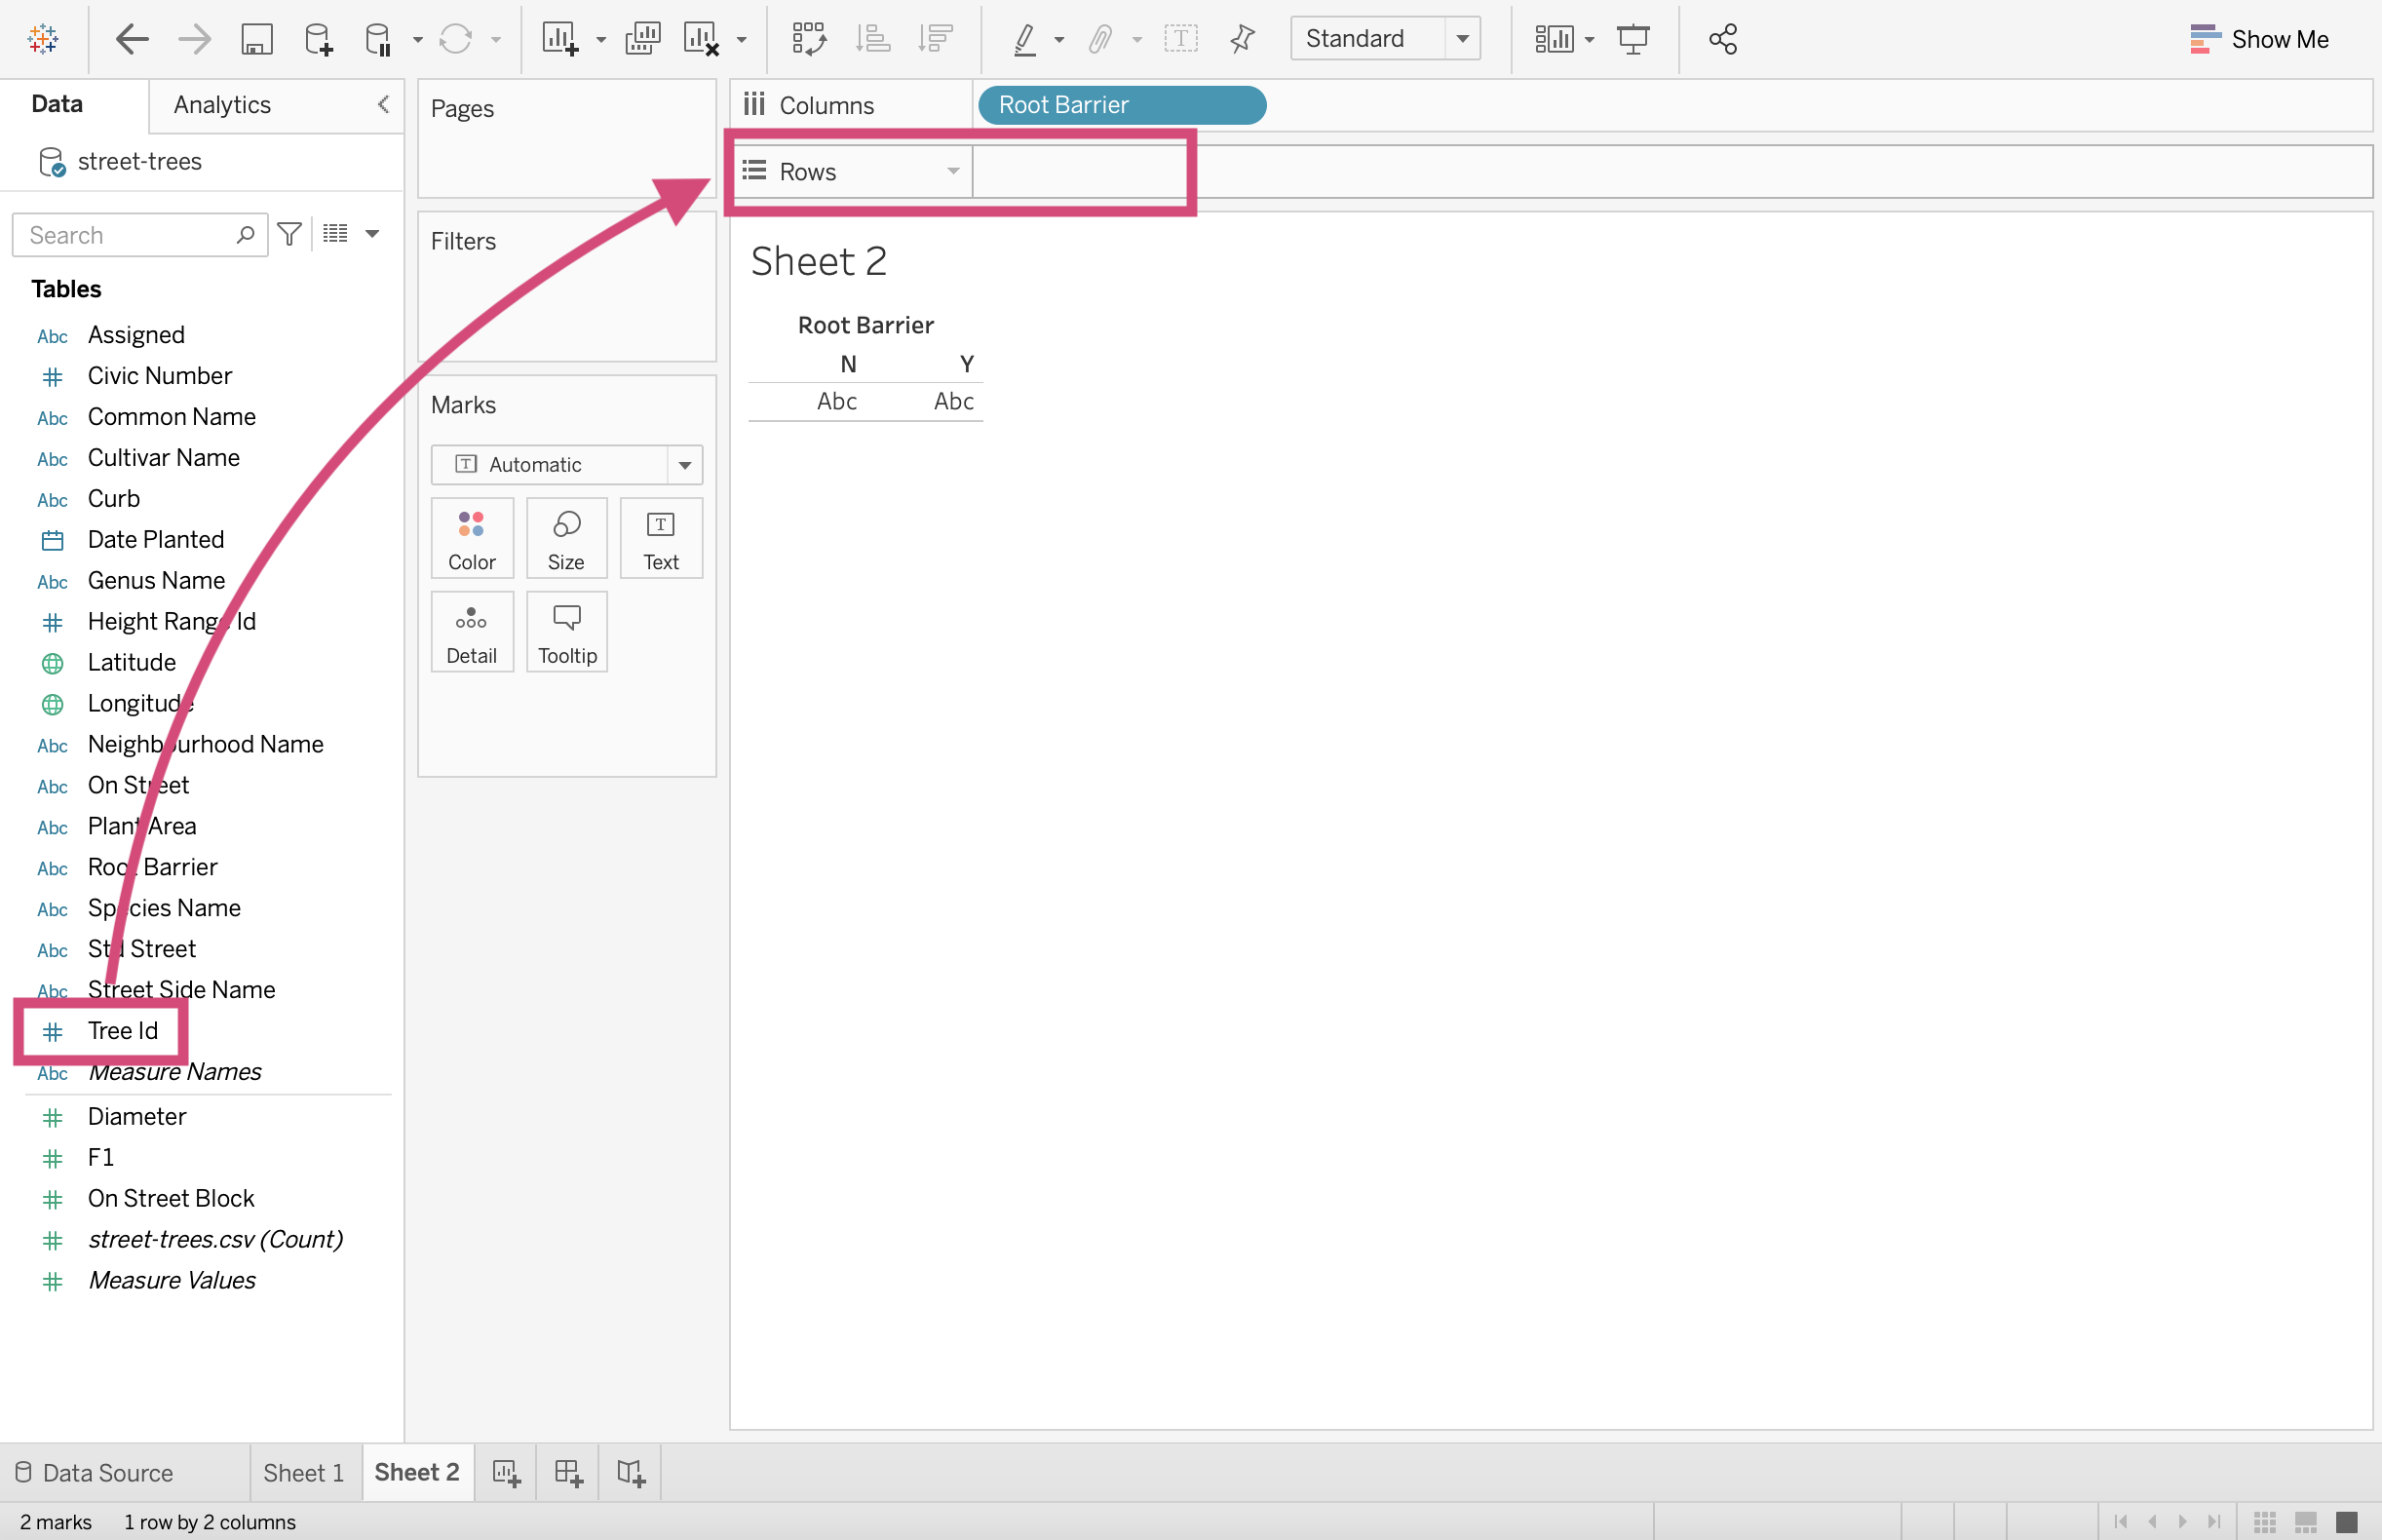 Standard
Show Me
Data
Analytics
street-trees
Search
Tables
Abc Assigned
Civic Number
Abc Common Name
Abc Cultivar Name
Abc Curb
Date Planted
Abc Genus Name
Height Range Id
Latitude
Longitude
Abc Neighbourhood Name
Abc On Street
Abc Plant Area
Abc Root Barrier
Abc Species Name
Abc Std Street
Abc Street Side Name
Tree Id
Abc Measure Names
Diameter
F1
On Street Block
street-trees.csv (Count)
Measure Values
Pages
Filters
Marks
T Automatic
Color
Size
T
Text
Detail
Tooltip
Columns
Root Barrier
Rows
Sheet 2
Root Barrier
N Y
Abc Abc
Data Source
Sheet 1
Sheet 2
2 marks 1 row by 2 columns